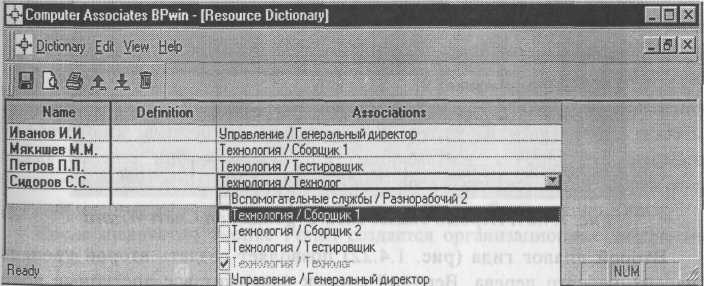 Computer Associates BPwin - [Resource Dictionary]
Dictionary Edit View Help
Name Definition Associations
Иванов И.И. Управление / Генеральный директор
Мякишев М.М. Технология / Сборщик 1
Петров П.П. Технология / Тестировщик
Сидоров С.С. Технология / Технолог
Вспомогательные службы / Разнорабочий 2
Технология / Сборщик 1
Технология / Сборщик 2
Технология / Тестировщик
Технология / Технолог
Управление / Генеральный директор
Ready NUM